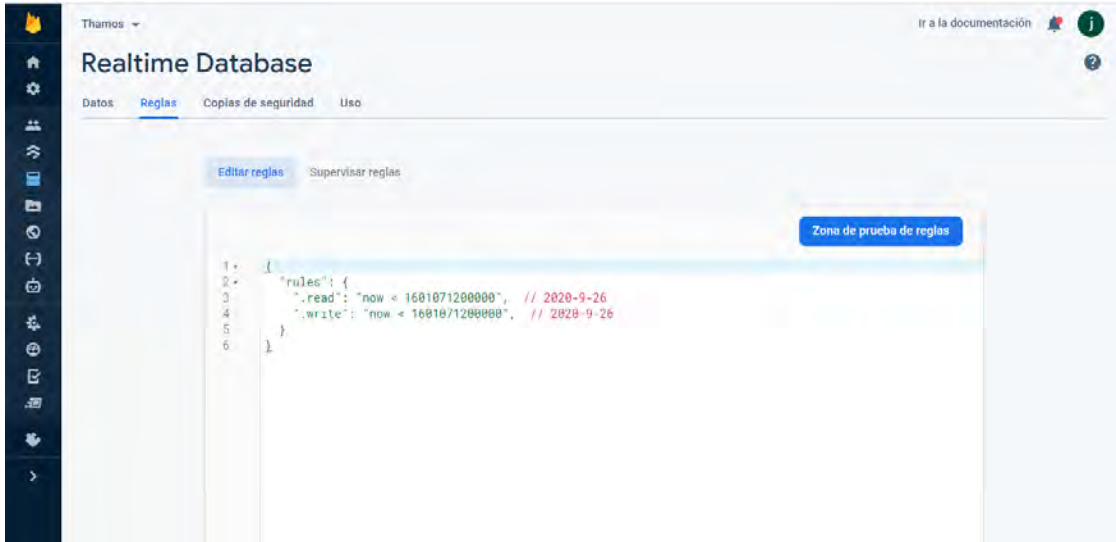 Thamos
Ir a la documentación
j
Realtime Database
Datos Reglas Copias de seguridad Uso
Editar reglas Supervisar reglas
Zona de prueba de reglas
1 {
2 "rules": {
3 ".read": "now < 1601071200000", // 2020-9-26
4 ".write": "now < 1601071200000", // 2020-9-26
5 }
6 }